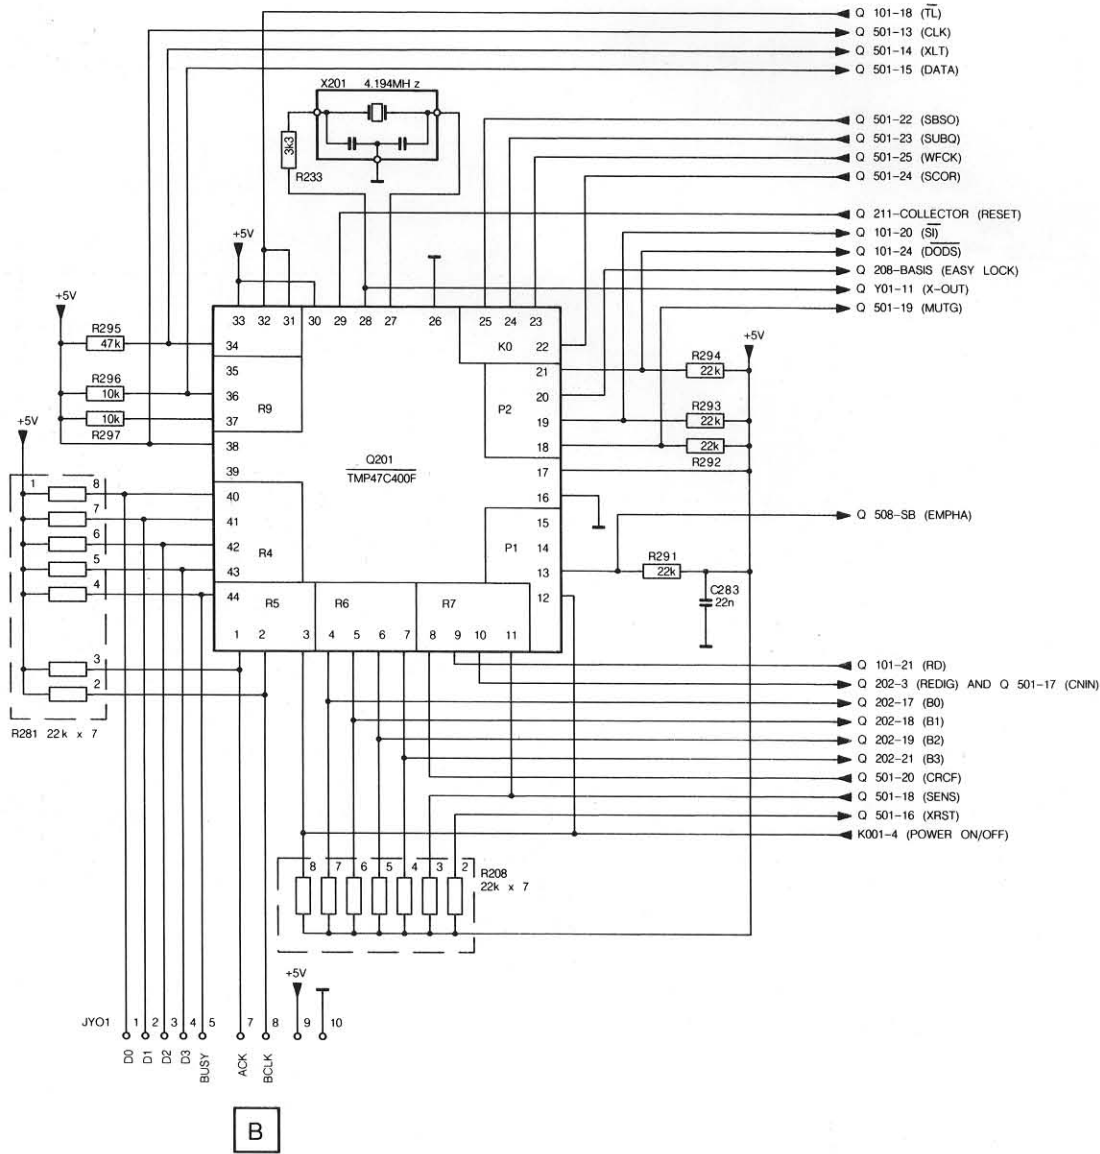 Q 101-18 (TL)
Q 501-13 (CLK)
Q 501-14 (XLT)
Q 501-15 (DATA)
X201 4.194MHz
3k3
R233
Q 501-22 (SBSO)
Q 501-23 (SUBQ)
Q 501-25 (WFCK)
Q 501-24 (SCOR)
Q 211-COLLECTOR (RESET)
Q 101-20 (SI)
Q 101-24 (DODS)
Q 208-BASIS (EASY LOCK)
Q Y01-11 (X-OUT)
Q 501-19 (MUTG)
+5V
+5V
33 32 31 30 29 28 27 26 25 24 23
R295
47k
34
K0 22
+5V
R294
22k
21
35
R296
10k
36
20
P2
R9
R293
22k
19
10k
37
R297
+5V
38
18
22k
R292
39
Q201
TMP47C400F
17
1 8
40
16
7
41
15
Q 508-SB (EMPHA)
6
42
R4
P1 14
5
43
13
R291
22k
4
44
12
C283
22n
R5 R6 R7
1 2 3 4 5 6 7 8 9 10 11
3
2
R281 22k x 7
Q 101-21 (RD)
Q 202-3 (REDIG) AND Q 501-17 (CNIN)
Q 202-17 (B0)
Q 202-18 (B1)
Q 202-19 (B2)
Q 202-21 (B3)
Q 501-20 (CRCF)
Q 501-18 (SENS)
Q 501-16 (XRST)
K001-4 (POWER ON/OFF)
8 7 6 5 4 3 2
R208
22k x 7
+5V
JYO1 1 2 3 4 5 7 8 9 10
D0
D1
D2
D3
BUSY
ACK
BCLK
B